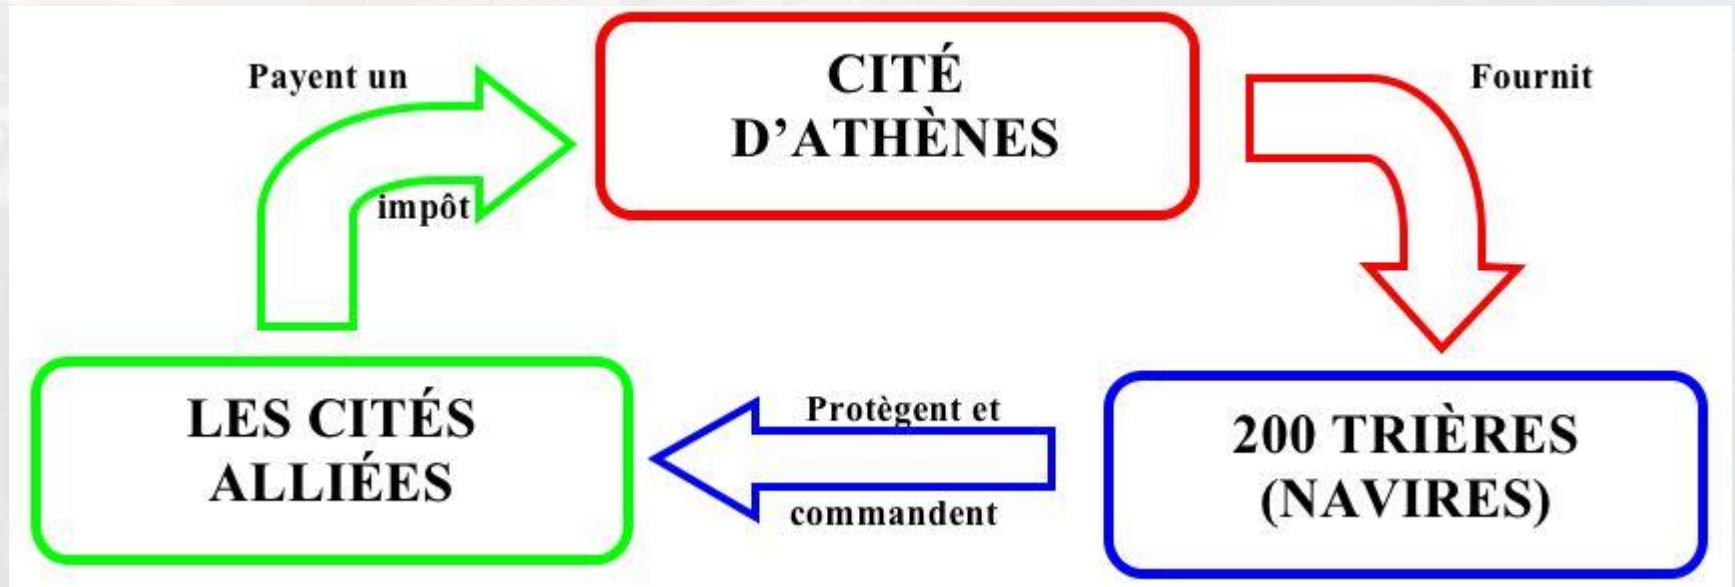 Payent un
impôt
CITÉ
D'ATHÈNES
Fournit
200 TRIÈRES
(NAVIRES)
Protègent et
commandent
LES CITÉS
ALLIÉES